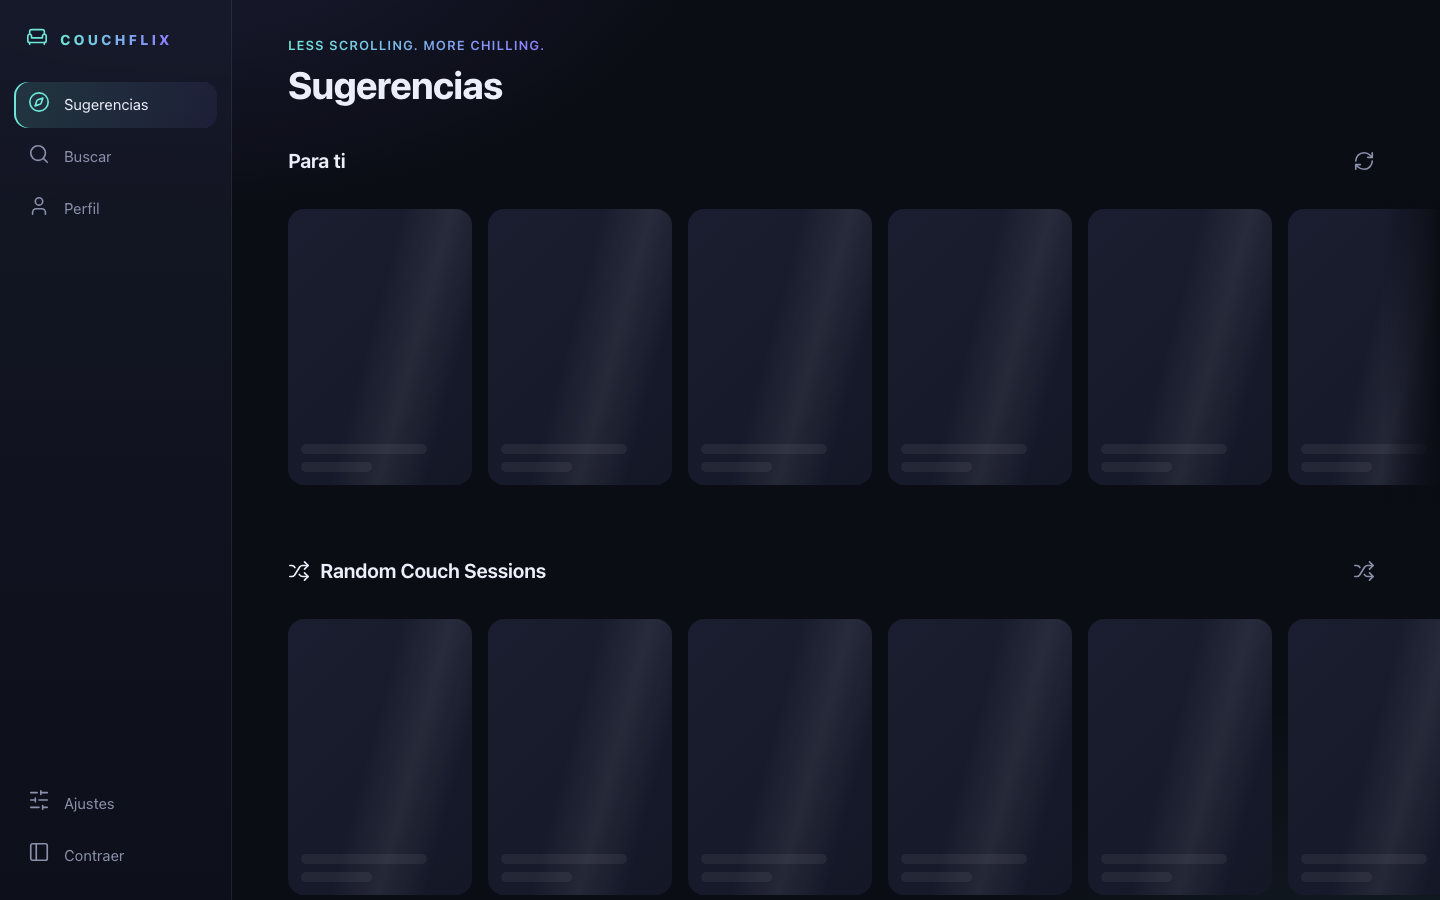 COUCHFLIX
Sugerencias
Buscar
Perfil
Ajustes
Contraer
LESS SCROLLING. MORE CHILLING.
Sugerencias
Para ti
Random Couch Sessions